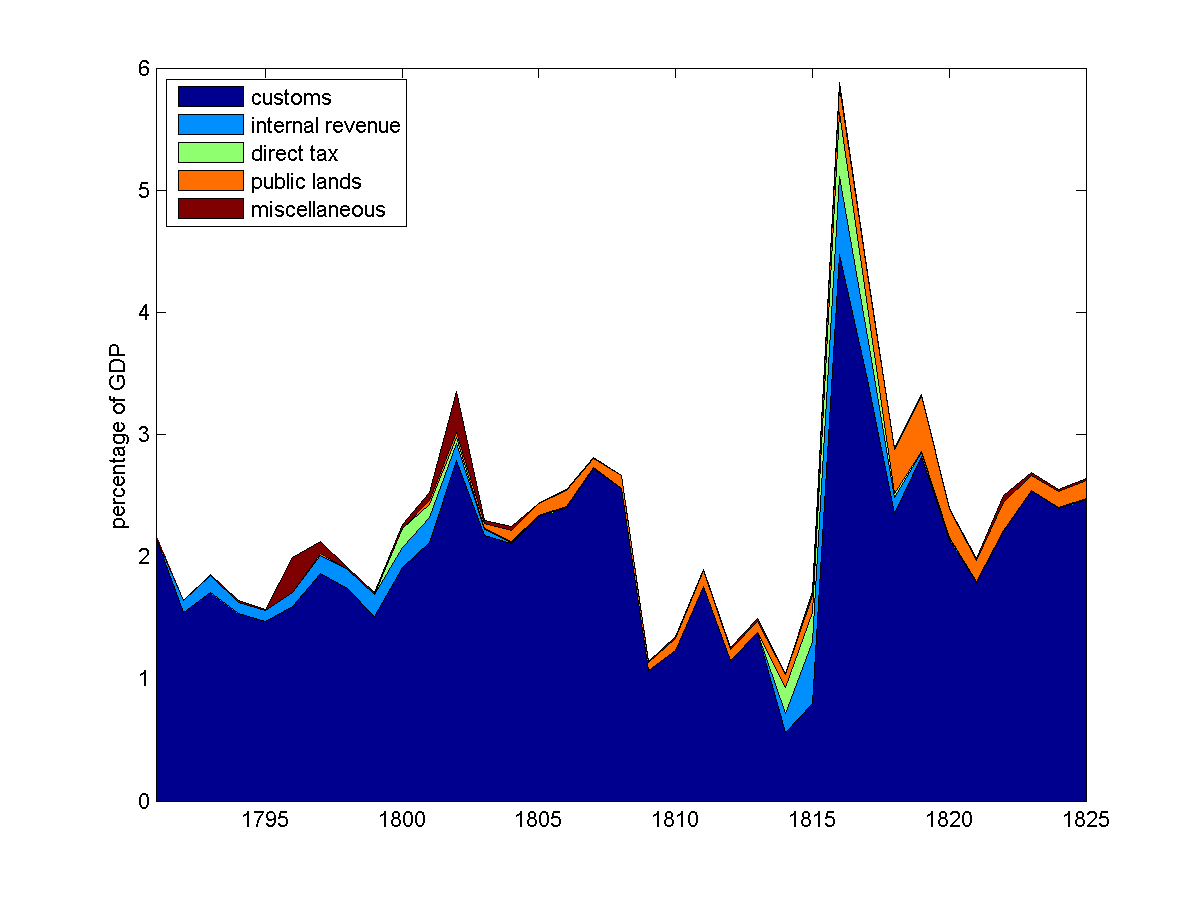 6
5
4
3
2
1
0
percentage of GDP
customs
internal revenue
direct tax
public lands
miscellaneous
1795 1800 1805 1810 1815 1820 1825